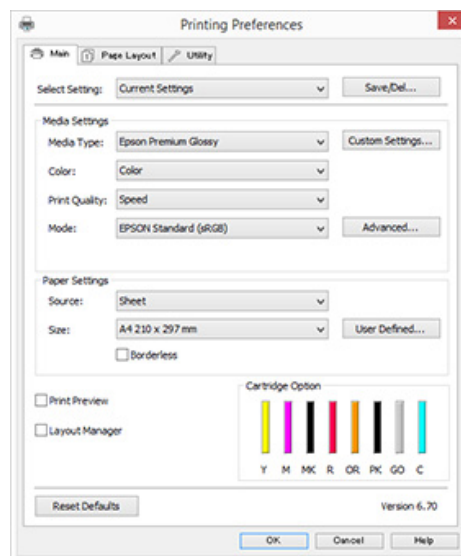 Printing Preferences
Main Page Layout Utility
Select Setting: Current Settings Save/Del...
Media Settings
Media Type: Epson Premium Glossy Custom Settings...
Color: Color
Print Quality: Speed
Mode: EPSON Standard (sRGB) Advanced...
Paper Settings
Source: Sheet
Size: A4 210 x 297 mm User Defined...
Borderless
Cartridge Option
Print Preview
Layout Manager
Y M MK R OR PK GO C
Reset Defaults Version 6.70
OK Cancel Help